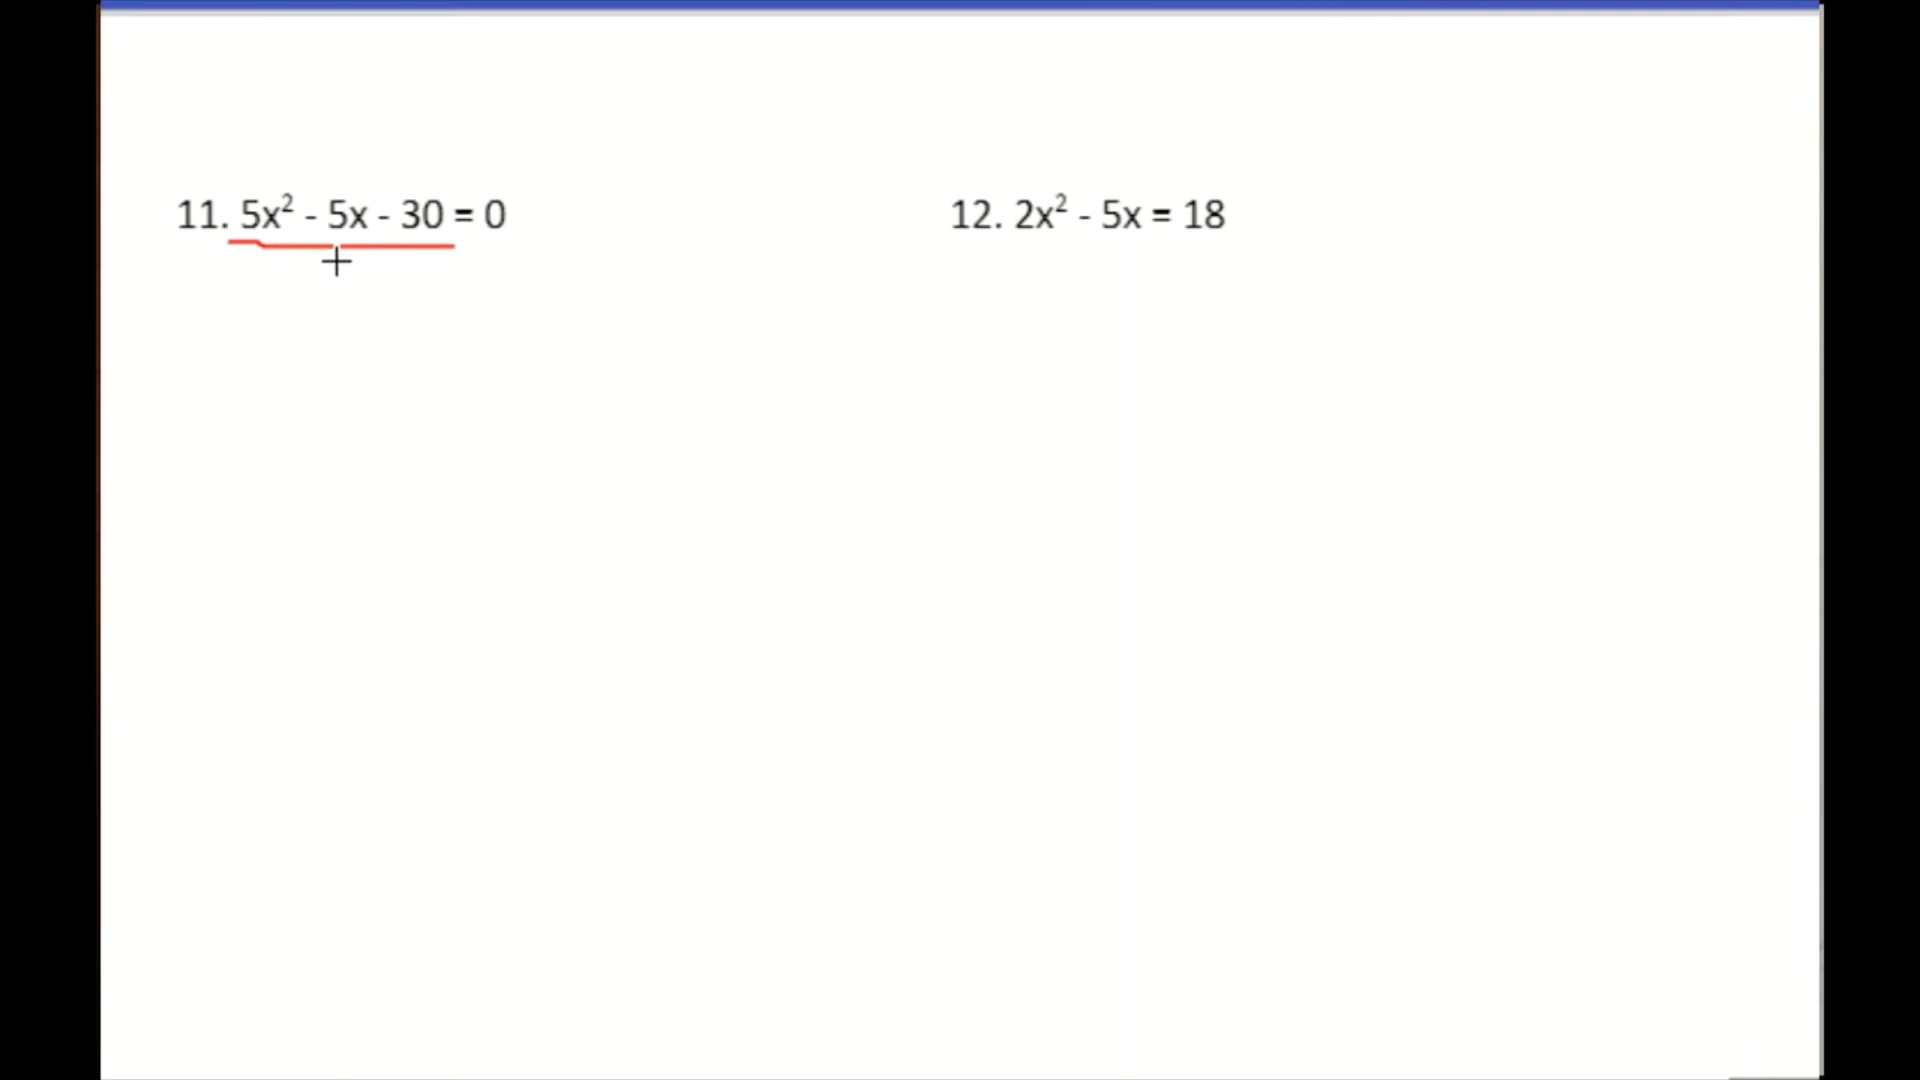 11. 5x² - 5x - 30 = 0
12. 2x² - 5x = 18